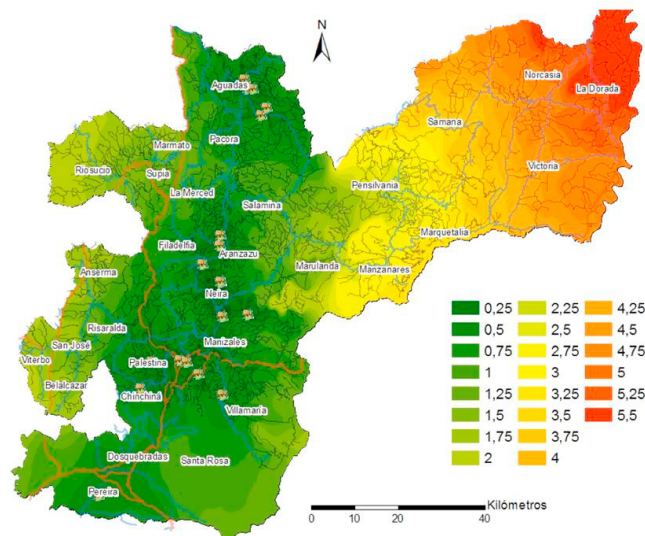 N
Norcasia
La Dorada
Aguadas
Samana
Pacora
Marmato
Victoria
Riosucio
Supia
Pensilvania
La Merced
Salamina
Marquetalia
Filadelfia
Aranzazu
Marulanda
Manzanares
Anserma
Neira
Risaralda
San José
Manizales
Viterbo
Palestina
Belalcazar
Chinchiná
Villamaria
Dosquebradas
Santa Rosa
Pereira
0,25 2,25 4,25
0,5 2,5 4,5
0,75 2,75 4,75
1 3 5
1,25 3,25 5,25
1,5 3,5 5,5
1,75 3,75
2 4
Kilómetros
0 10 20 40